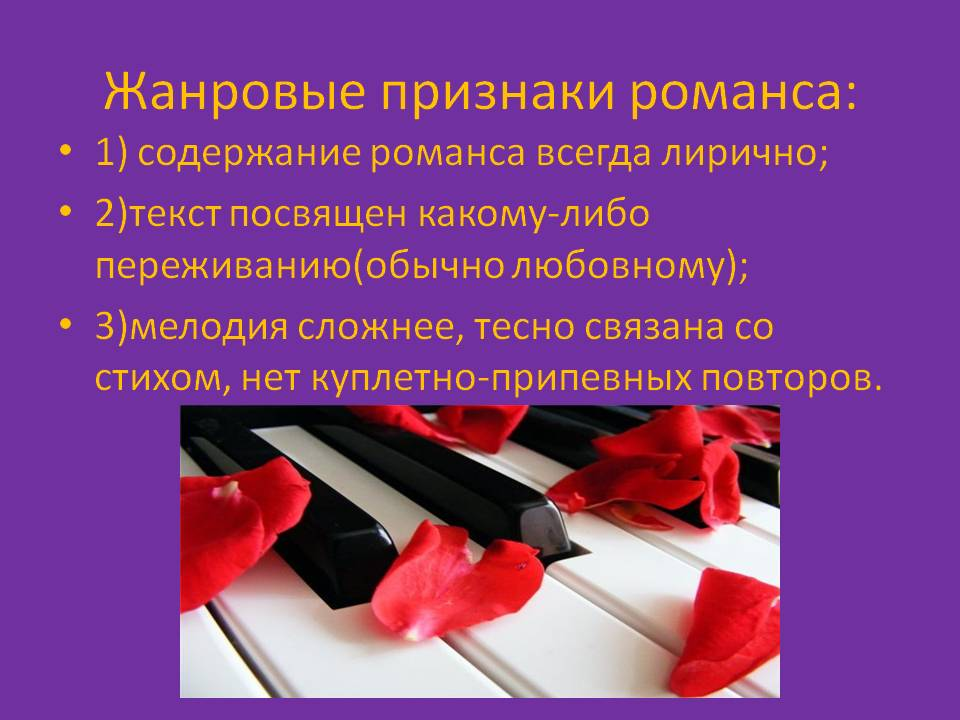 Жанровые признаки романса:
• 1) содержание романса всегда лирично;
• 2)текст посвящен какому-либо
переживанию(обычно любовному);
• 3)мелодия сложнее, тесно связана со
стихом, нет куплетно-припевных повторов.